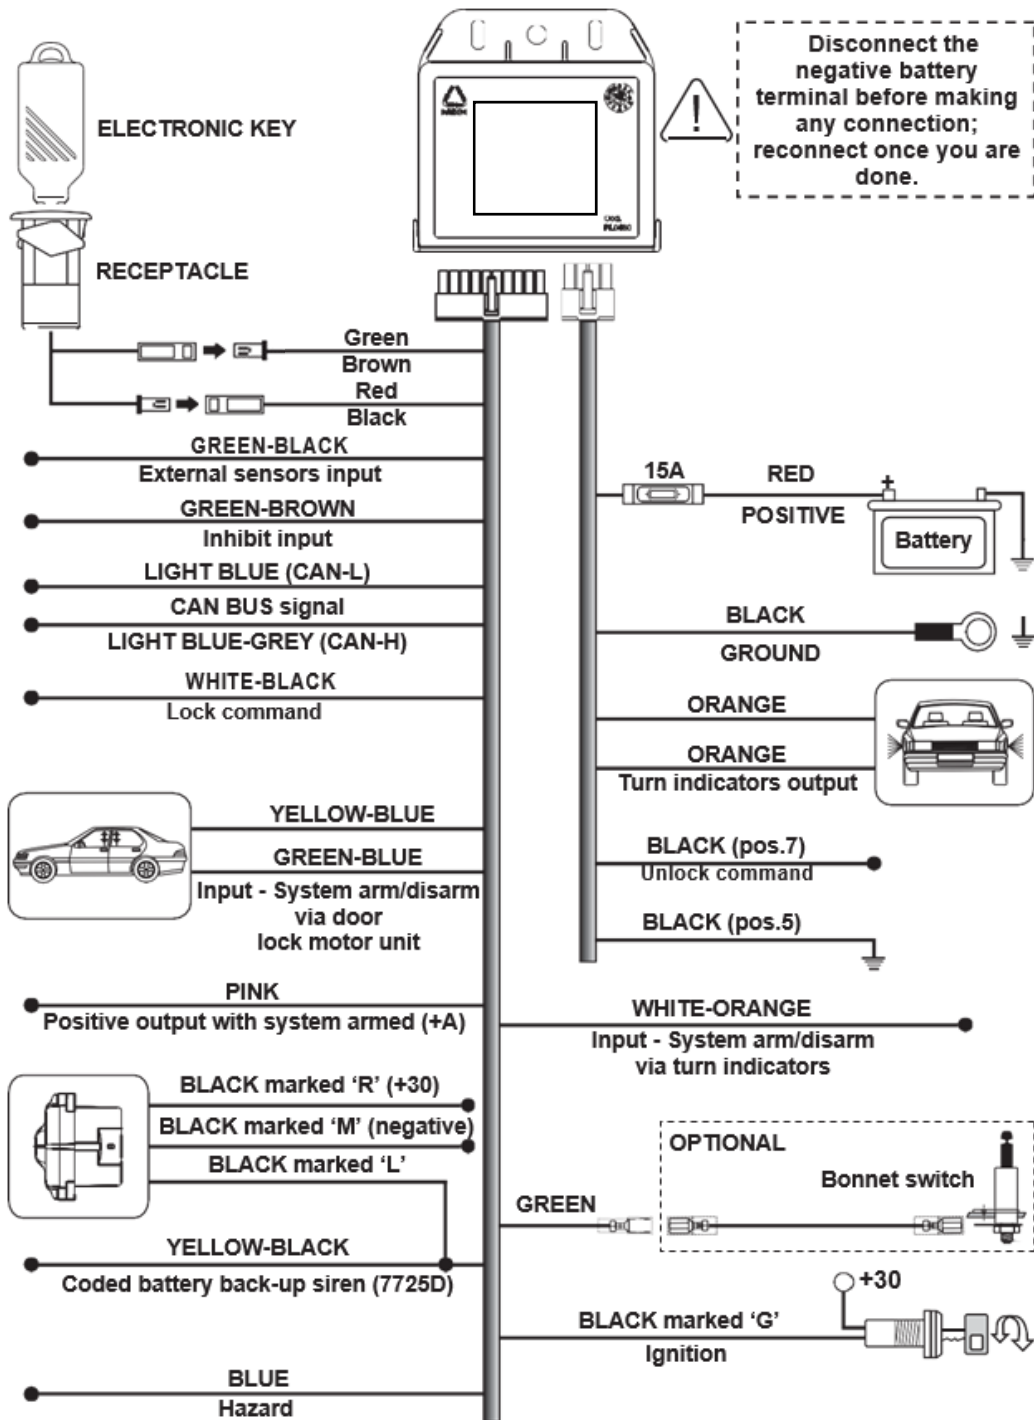 Disconnect the
negative battery
terminal before making
any connection;
reconnect once you are
done.
!
ELECTRONIC KEY
RECEPTACLE
Green
Brown
Red
Black
GREEN-BLACK
External sensors input
GREEN-BROWN
Inhibit input
LIGHT BLUE (CAN-L)
CAN BUS signal
LIGHT BLUE-GREY (CAN-H)
WHITE-BLACK
Lock command
YELLOW-BLUE
GREEN-BLUE
Input - System arm/disarm
via door
lock motor unit
PINK
Positive output with system armed (+A)
BLACK marked ‘R’ (+30)
BLACK marked ‘M’ (negative)
BLACK marked ‘L’
YELLOW-BLACK
Coded battery back-up siren (7725D)
BLUE
Hazard
15A
RED
POSITIVE
+
Battery
BLACK
GROUND
ORANGE
ORANGE
Turn indicators output
BLACK (pos.7)
Unlock command
BLACK (pos.5)
WHITE-ORANGE
Input - System arm/disarm
via turn indicators
OPTIONAL
Bonnet switch
GREEN
+30
BLACK marked ‘G’
Ignition